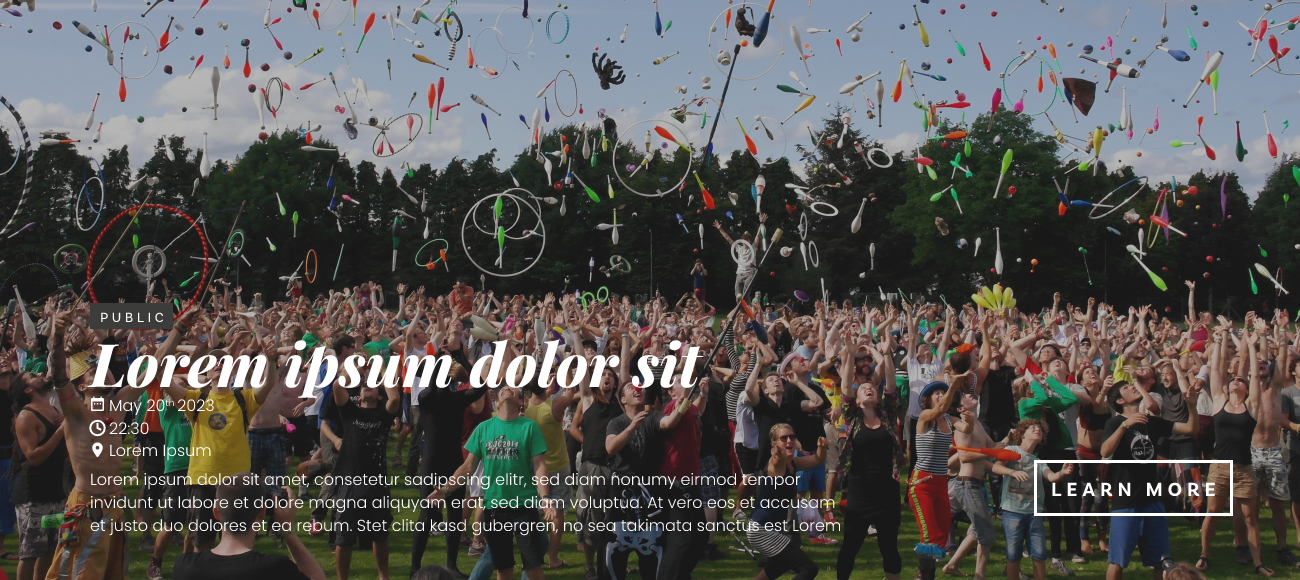 PUBLIC
Lorem ipsum dolor sit
May 20th 2023
22:30
Lorem Ipsum
Lorem ipsum dolor sit amet, consetetur sadipscing elitr, sed diam nonumy eirmod tempor
invidunt ut labore et dolore magna aliquyam erat, sed diam voluptua. At vero eos et accusam
et justo duo dolores et ea rebum. Stet clita kasd gubergren, no sea takimata sanctus est Lorem
LEARN MORE